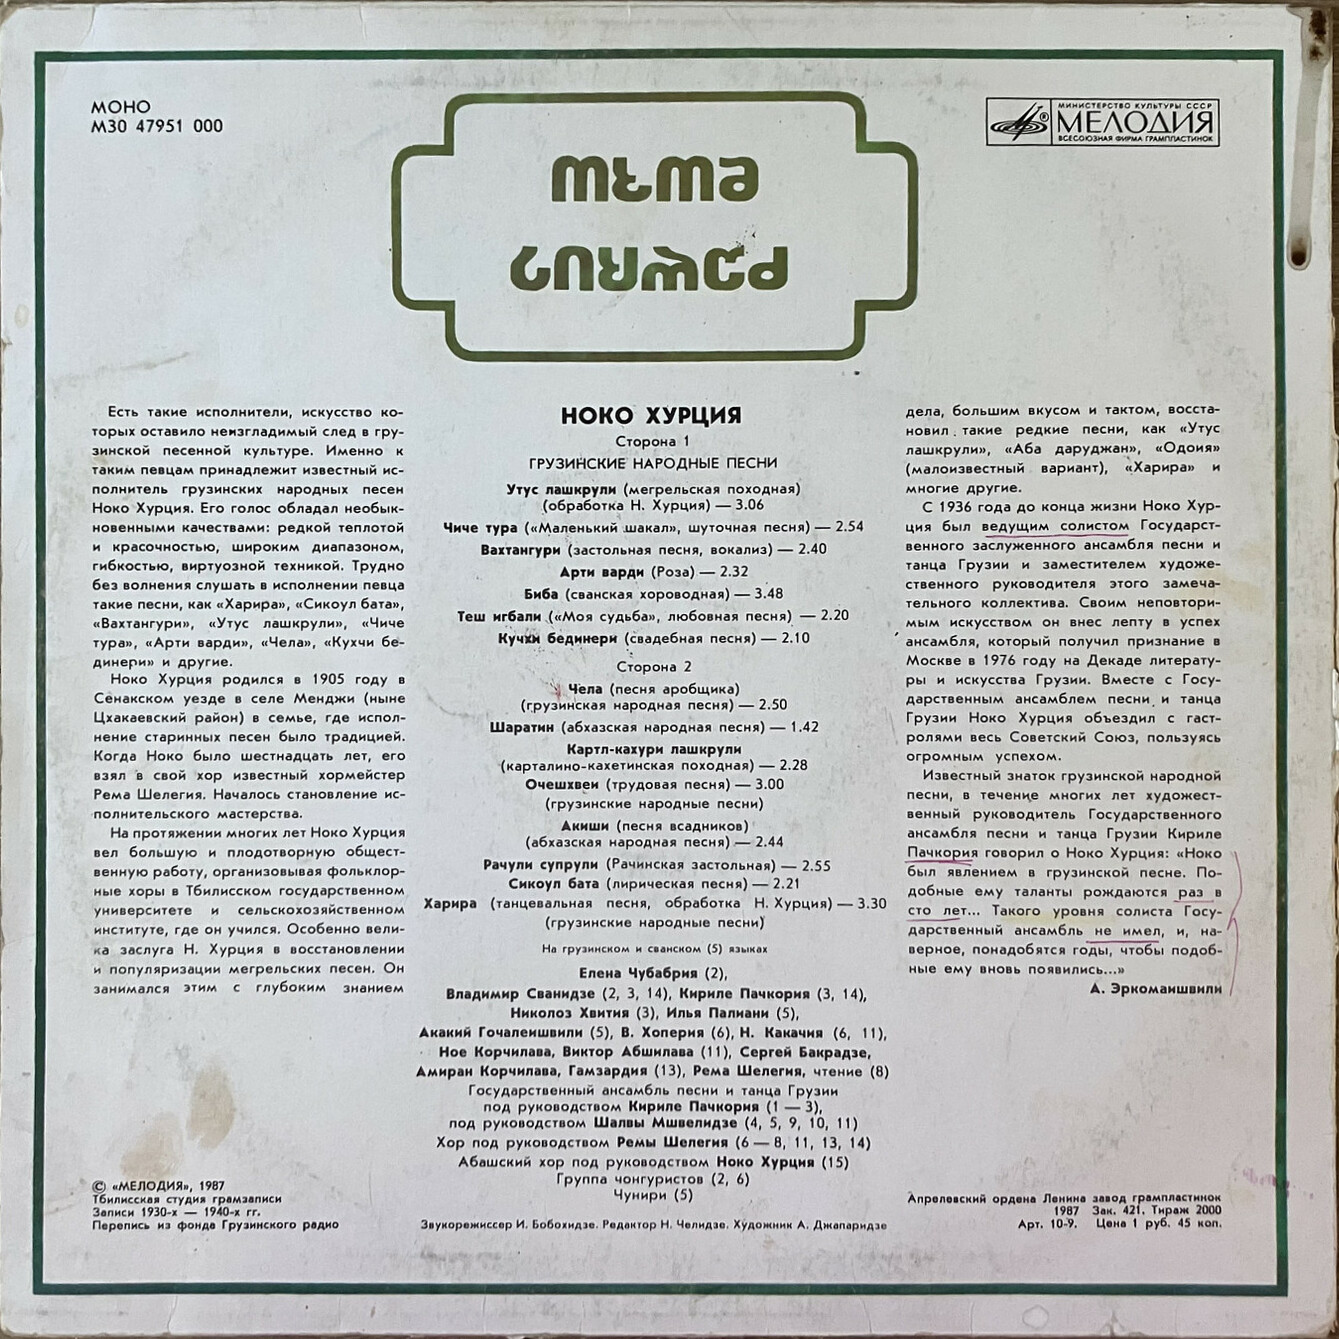 МОНО
М30 47951 000
МИНИСТЕРСТВО КУЛЬТУРЫ СССР
МЕЛОДИЯ
ВСЕСОЮЗНАЯ ФИРМА ГРАМПЛАСТИНОК
Есть такие исполнители, искусство ко-
торых оставило неизгладимый след в гру-
зинской песенной культуре. Именно к
таким певцам принадлежит известный ис-
полнитель грузинских народных песен
Ноко Хурция. Его голос обладал необык-
новенными качествами: редкой теплотой
и красочностью, широким диапазоном,
гибкостью, виртуозной техникой. Трудно
без волнения слушать в исполнении певца
такие песни, как «Харира», «Сикоул бата»,
«Вахтангури», «Утус лашкрули», «Чиче
тура», «Арти варди», «Чела», «Кухчи бе-
динери» и другие.
Ноко Хурция родился в 1905 году в
Сенакском уезде в селе Менджи (ныне
Цхакаевский район) в семье, где испол-
нение старинных песен было традицией.
Когда Ноко было шестнадцать лет, его
взял в свой хор известный хормейстер
Рема Шелегия. Началось становление ис-
полнительского мастерства.
На протяжении многих лет Ноко Хурция
вел большую и плодотворную общест-
венную работу, организовывая фольклор-
ные хоры в Тбилисском государственном
университете и сельскохозяйственном
институте, где он учился. Особенно вели-
ка заслуга Н. Хурция в восстановлении
и популяризации мегрельских песен. Он
занимался этим с глубоким знанием
НОКО ХУРЦИЯ
Сторона 1
ГРУЗИНСКИЕ НАРОДНЫЕ ПЕСНИ
Утус лашкрули (мегрельская походная)
(обработка Н. Хурция) — 3.06
Чиче тура («Маленький шакал», шуточная песня) — 2.54
Вахтангури (застольная песня, вокализ) — 2.40
Арти варди (Роза) — 2.32
Биба (сванская хороводная) — 3.48
Теш игбали («Моя судьба», любовная песня) — 2.20
Кучхи бединери (свадебная песня) — 2.10
Сторона 2
Чела (песня аробщика)
(грузинская народная песня) — 2.50
Шаратин (абхазская народная песня) — 1.42
Картл-кахури лашкрули
(карталино-кахетинская походная) — 2.28
Очешхвеи (трудовая песня) — 3.00
(грузинские народные песни)
Акиши (песня всадников)
(абхазская народная песня) — 2.44
Рачули супрули (Рачинская застольная) — 2.55
Сикоул бата (лирическая песня) — 2.21
Харира (танцевальная песня, обработка Н. Хурция) — 3.30
(грузинские народные песни)
На грузинском и сванском (5) языках
Елена Чубабрия (2),
Владимир Сванидзе (2, 3, 14), Кириле Пачкория (3, 14),
Николоз Хвития (3), Илья Палиани (5),
Акакий Гочалеишвили (5), В. Хоперия (6), Н. Какачия (6, 11),
Ное Корчилава, Виктор Абшилава (11), Сергей Бакрадзе,
Амиран Корчилава, Гамзардия (13), Рема Шелегия, чтение (8)
Государственный ансамбль песни и танца Грузии
под руководством Кириле Пачкория (1 — 3),
под руководством Шалвы Мшвелидзе (4, 5, 9, 10, 11)
Хор под руководством Ремы Шелегия (6 — 8, 11, 13, 14)
Абашский хор под руководством Ноко Хурция (15)
Группа чонгуристов (2, 6)
Чунири (5)
дела, большим вкусом и тактом, восста-
новил такие редкие песни, как «Утус
лашкрули», «Аба даруджан», «Одоия»
(малоизвестный вариант), «Харира» и
многие другие.
С 1936 года до конца жизни Ноко Хур-
ция был ведущим солистом Государст-
венного заслуженного ансамбля песни и
танца Грузии и заместителем художе-
ственного руководителя этого замеча-
тельного коллектива. Своим неповтори-
мым искусством он внес лепту в успех
ансамбля, который получил признание в
Москве в 1976 году на Декаде литерату-
ры и искусства Грузии. Вместе с Госу-
дарственным ансамблем песни и танца
Грузии Ноко Хурция объездил с гаст-
ролями весь Советский Союз, пользуясь
огромным успехом.
Известный знаток грузинской народной
песни, в течение многих лет художест-
венный руководитель Государственного
ансамбля песни и танца Грузии Кириле
Пачкория говорил о Ноко Хурция: «Ноко
был явлением в грузинской песне. По-
добные ему таланты рождаются раз в
сто лет... Такого уровня солиста Госу-
дарственный ансамбль не имел, и, на-
верное, понадобятся годы, чтобы подоб-
ные ему вновь появились...»
А. Эркомаишвили
© «МЕЛОДИЯ», 1987
Тбилисская студия грамзаписи
Записи 1930-х — 1940-х гг.
Перепись из фонда Грузинского радио
Звукорежиссер И. Бобохидзе. Редактор Н. Челидзе. Художник А. Джапаридзе
Апрелевский ордена Ленина завод грампластинок
1987 Зак. 421. Тираж 2000
Арт. 10-9. Цена 1 руб. 45 коп.